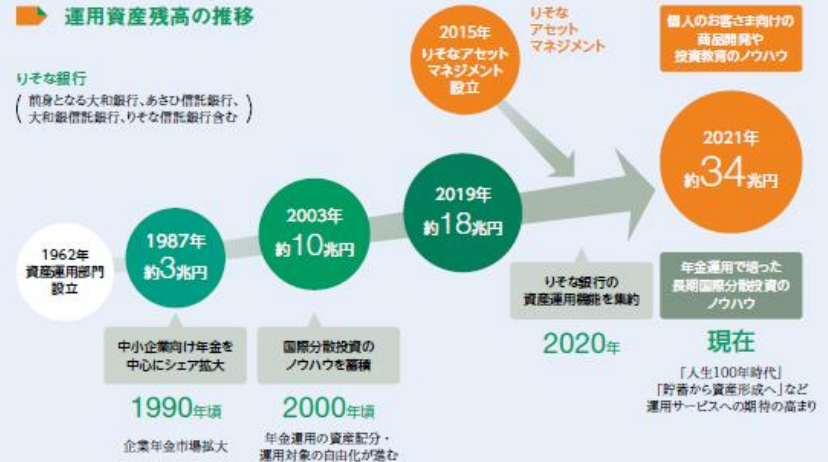 運用資産残高の推移
りそな銀行
(前身となる大和銀行、あさひ信託銀行、
大和銀信託銀行、りそな信託銀行含む)
1962年
資産運用部門
設立
1987年
約3兆円
2003年
約10兆円
2019年
約18兆円
2015年
りそなアセット
マネジメント
設立
りそな
アセット
マネジメント
個人のお客さま向けの
商品開発や
投資教育のノウハウ
2021年
約34兆円
中小企業向け年金を
中心にシェア拡大
1990年頃
企業年金市場拡大
国際分散投資の
ノウハウを蓄積
2000年頃
年金運用の資産配分・
運用対象の自由化が進む
りそな銀行の
資産運用機能を集約
2020年
年金運用で培った
長期国際分散投資の
ノウハウ
現在
「人生100年時代」
「貯蓄から資産形成へ」など
運用サービスへの期待の高まり